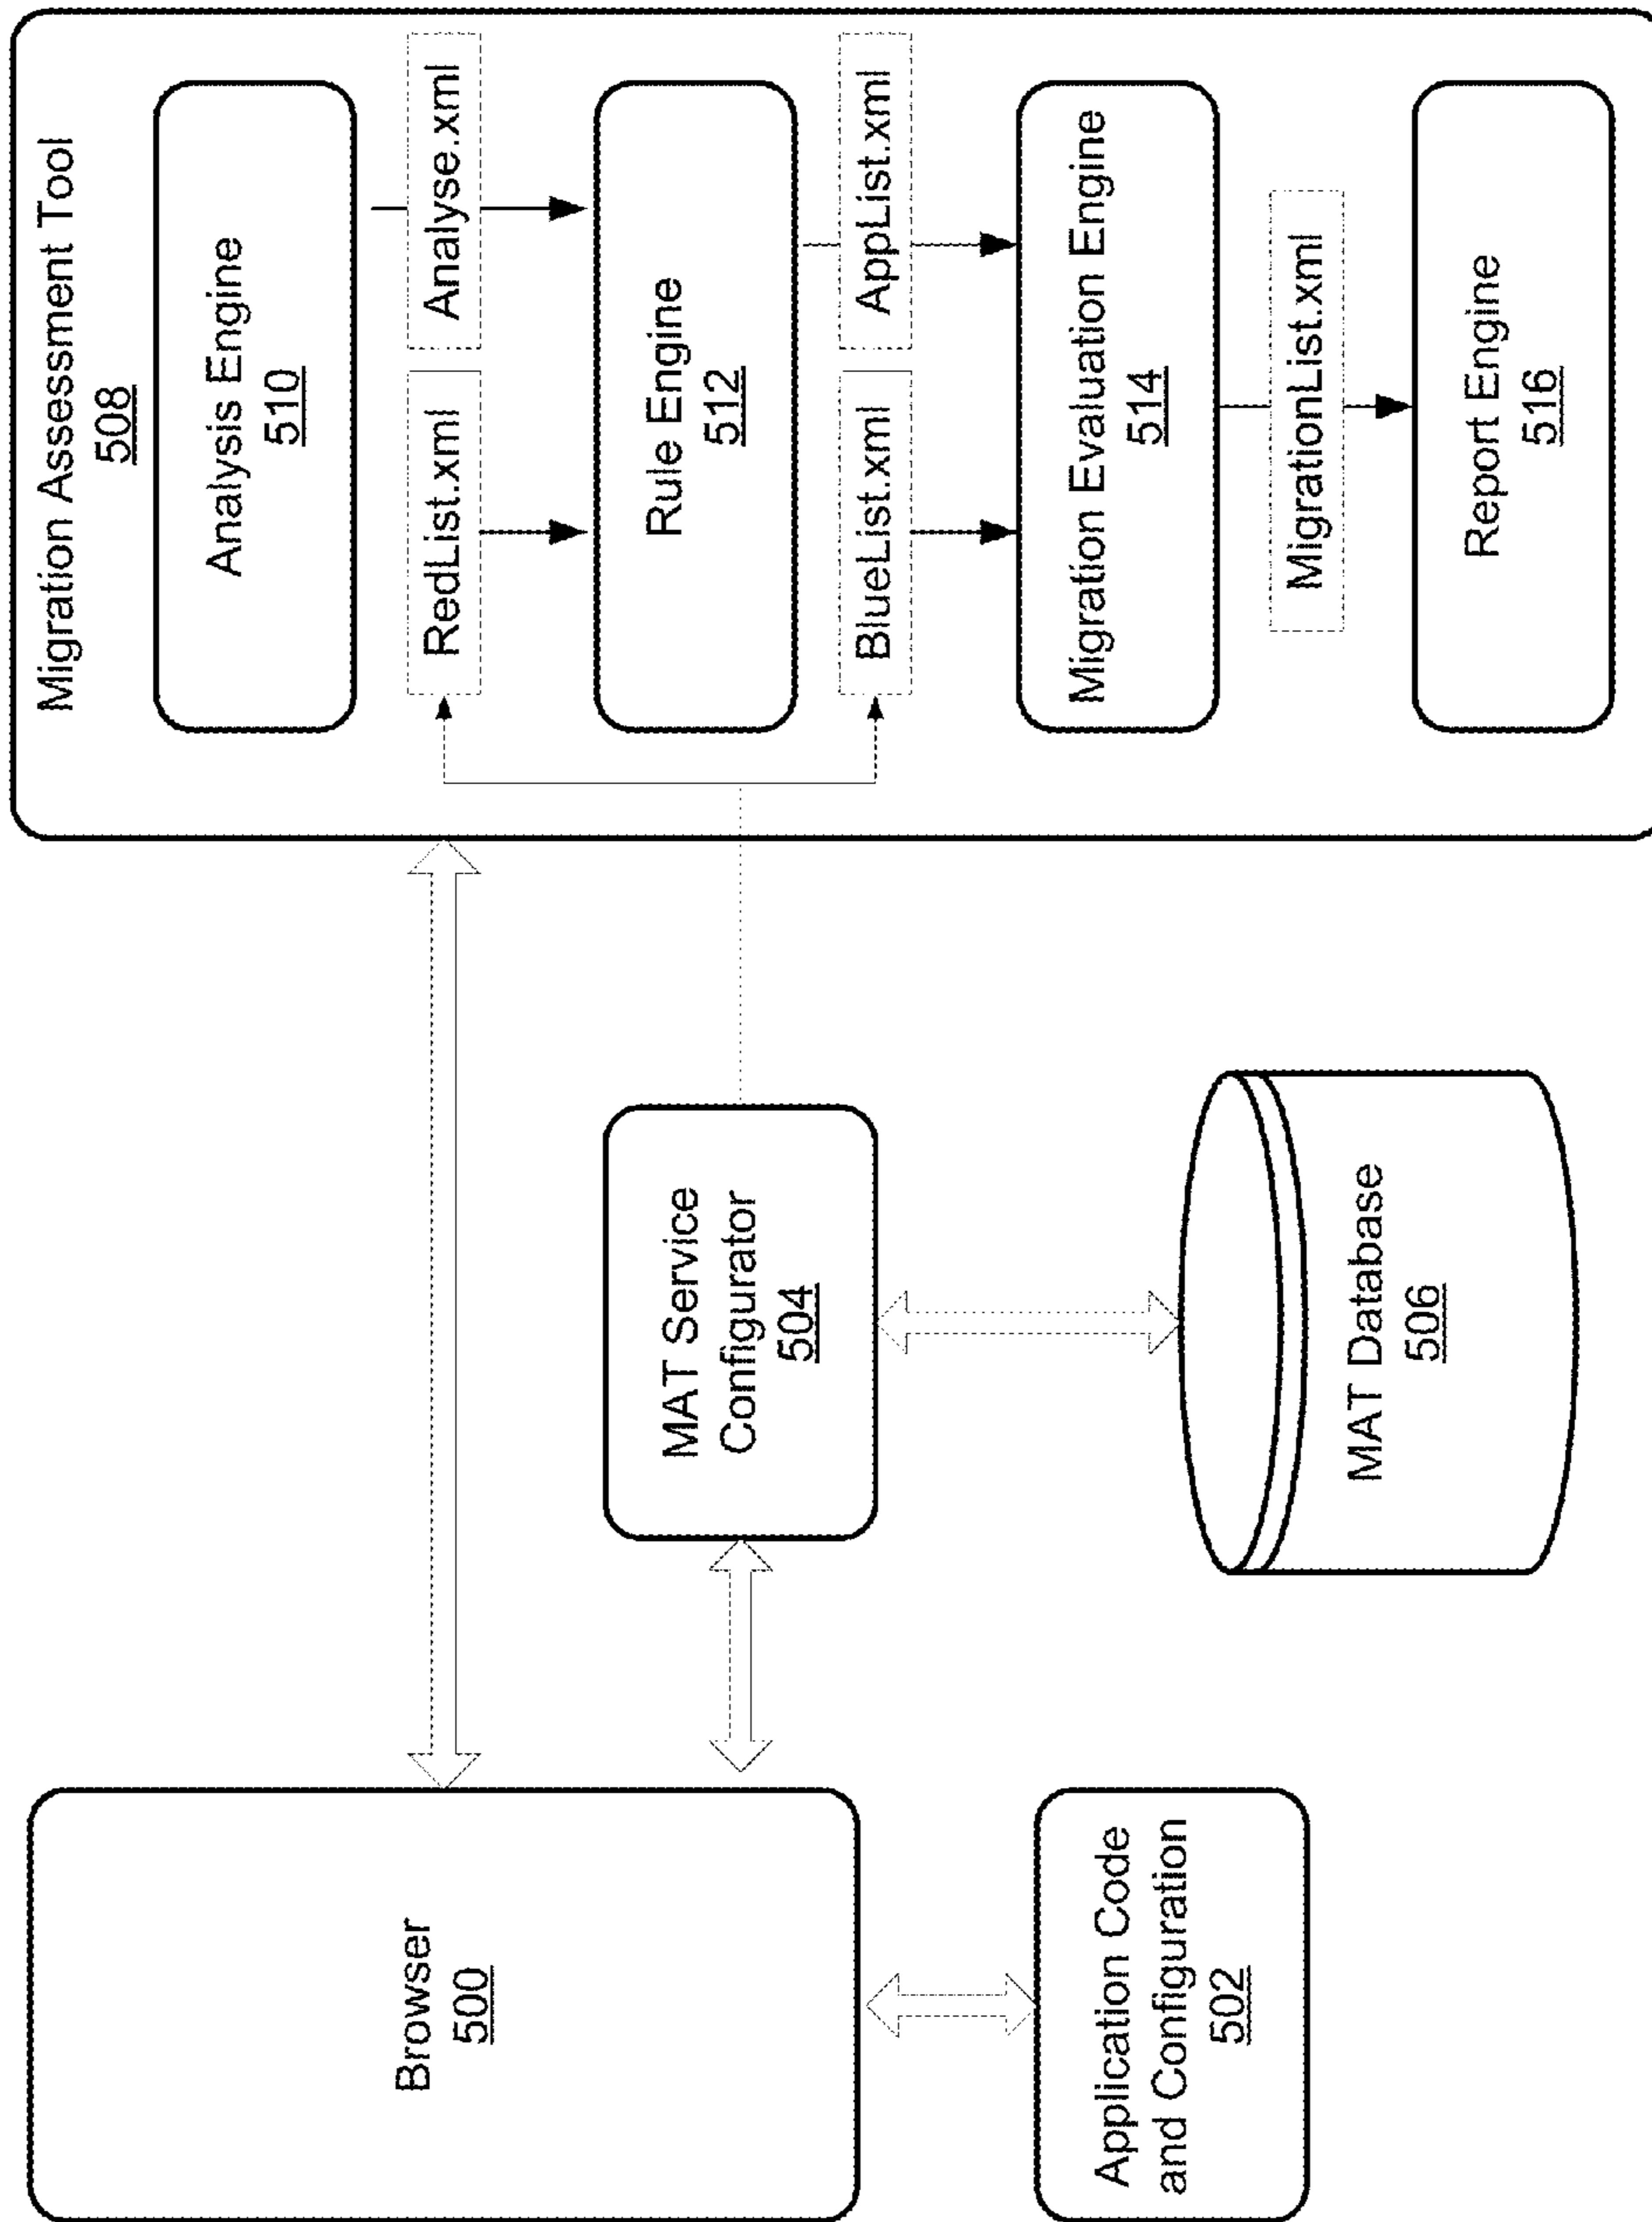 Browser
500
Application Code
and Configuration
502
MAT Service
Configurator
504
MAT Database
506
Migration Assessment Tool
508
Analysis Engine
510
RedList.xml
Analyse.xml
Rule Engine
512
BlueList.xml
AppList.xml
Migration Evaluation Engine
514
MigrationList.xml
Report Engine
516